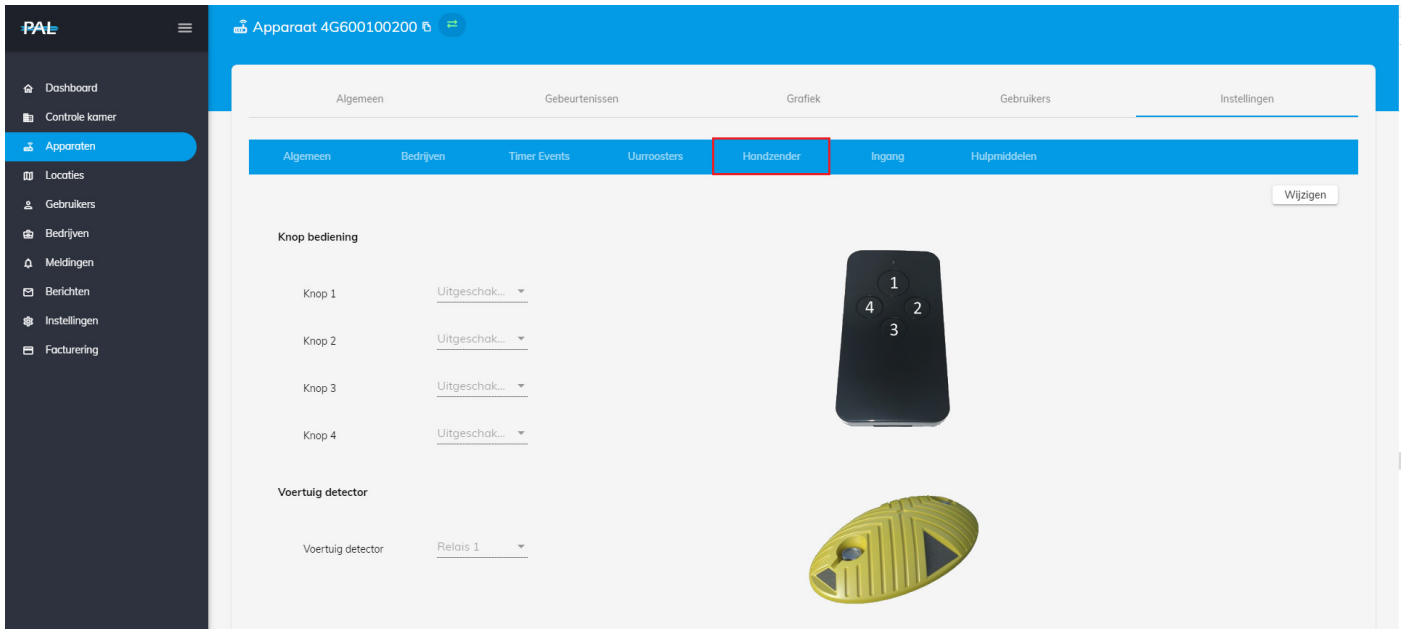 PAL
Apparaat 4G600100200
Dashboard
Controle kamer
Apparaten
Locaties
Gebruikers
Bedrijven
Meldingen
Berichten
Instellingen
Facturering
Algemeen Gebeurtenissen Grafiek Gebruikers Instellingen
Algemeen Bedrijven Timer Events Uurroosters Handzender Ingang Hulpmiddelen
Wijzigen
Knop bediening
Knop 1 Uitgeschak...
Knop 2 Uitgeschak...
Knop 3 Uitgeschak...
Knop 4 Uitgeschak...
1
4 2
3
Voertuig detector
Voertuig detector Relais 1